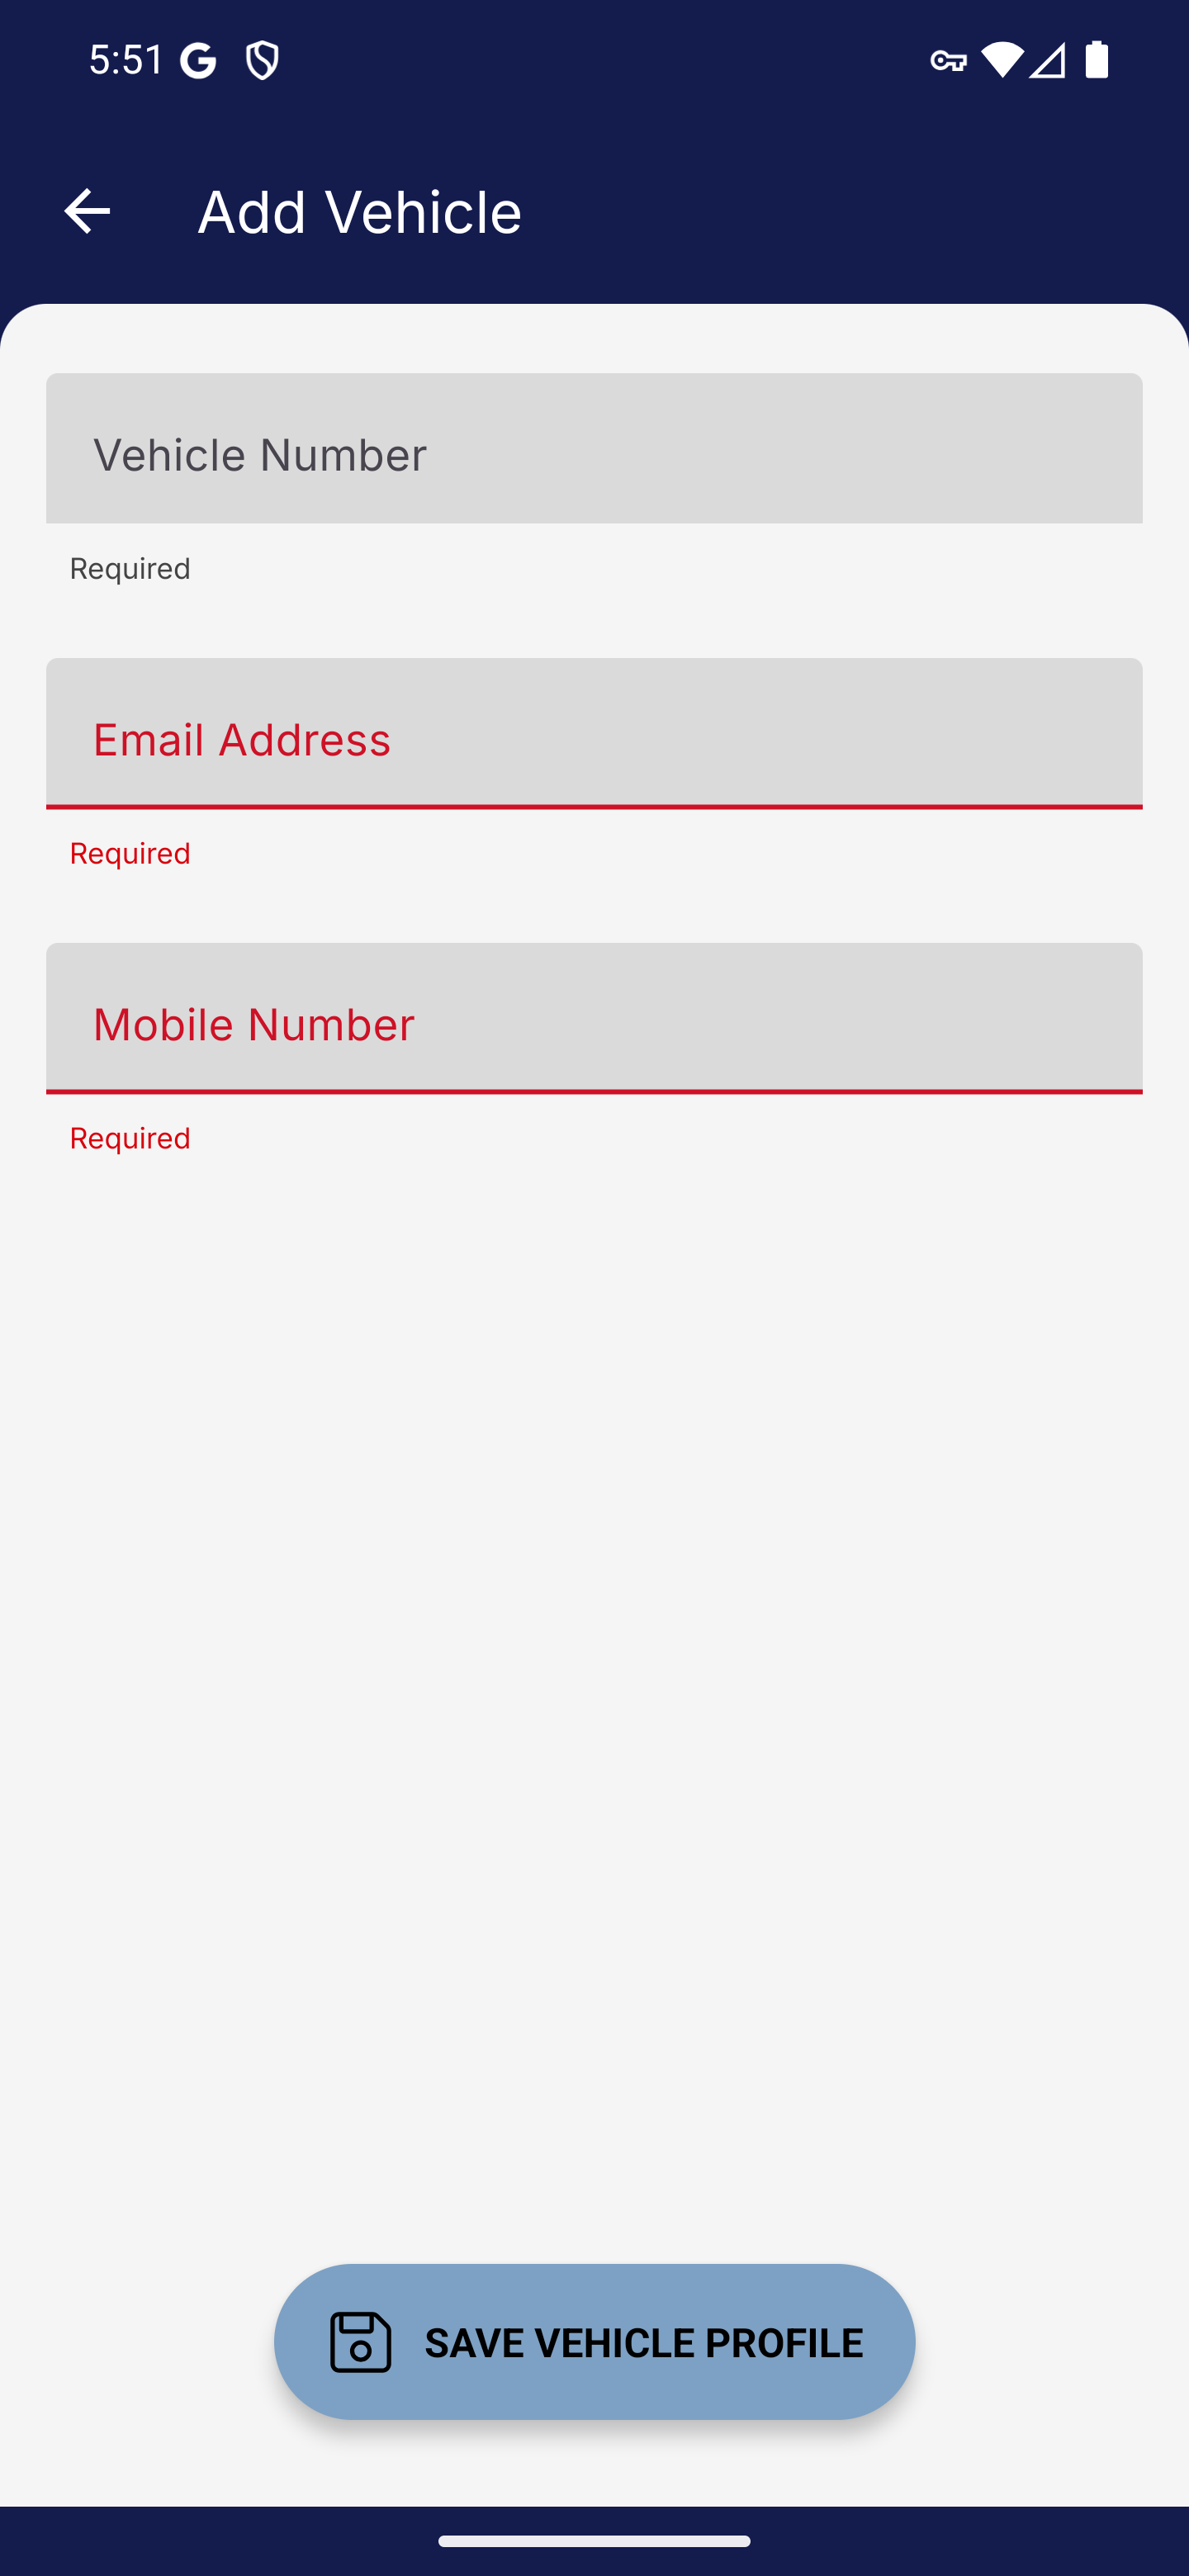 5:51
Add Vehicle
Vehicle Number
Required
Email Address
Required
Mobile Number
Required
SAVE VEHICLE PROFILE